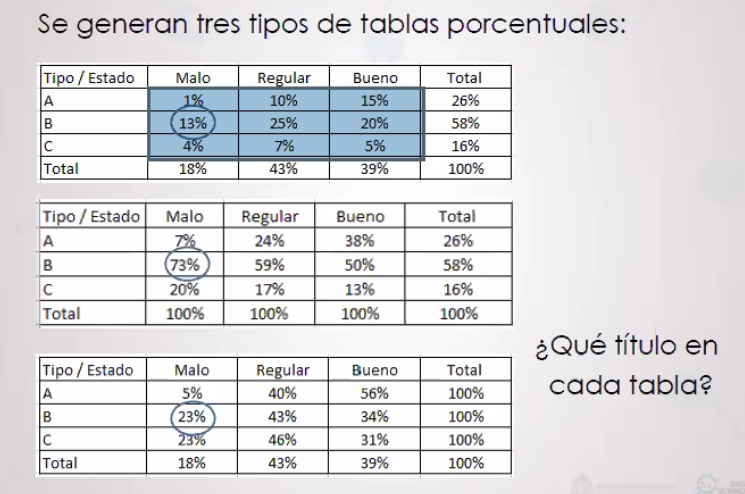 Se generan tres tipos de tablas porcentuales:
Tipo / Estado Malo Regular Bueno Total
A 1% 10% 15% 26%
B 13% 25% 20% 58%
C 4% 7% 5% 16%
Total 18% 43% 39% 100%
Tipo / Estado Malo Regular Bueno Total
A 7% 24% 38% 26%
B 73% 59% 50% 58%
C 20% 17% 13% 16%
Total 100% 100% 100% 100%
¿Qué título en
cada tabla?
Tipo / Estado Malo Regular Bueno Total
A 5% 40% 56% 100%
B 23% 43% 34% 100%
C 23% 46% 31% 100%
Total 18% 43% 39% 100%